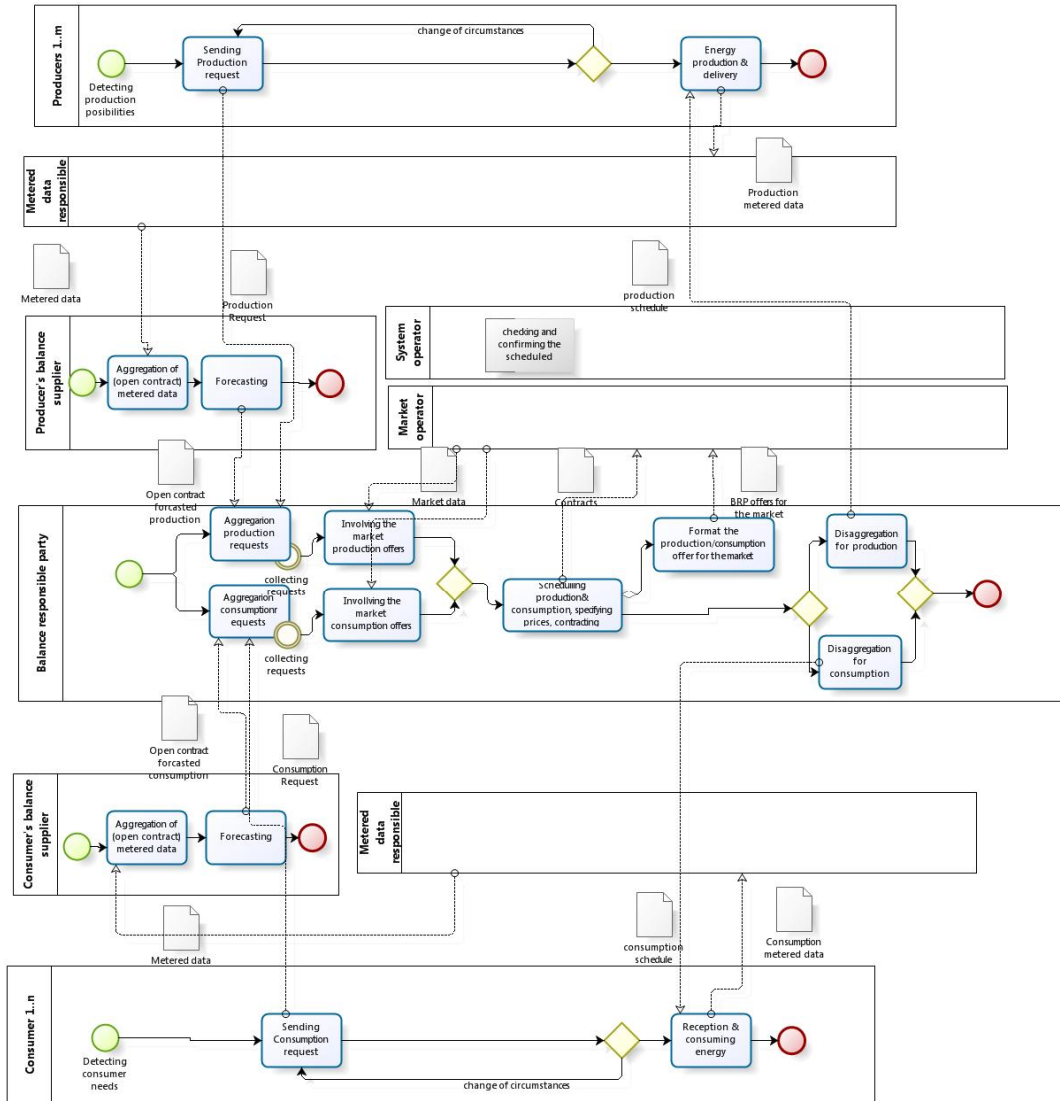 Producers 1..m
change of circumstances
Sending
Production
request
Energy
production &
delivery
Detecting
production
posibilities
Metered
data
responsible
Production
metered data
Metered data
Production
Request
production
schedule
Producer's balance
supplier
Aggregation of
(open contract)
metered data
Forecasting
System
operator
checking and
confirming the
scheduled
Market
operator
Open contract
forcasted
production
Market data
Contracts
BRP offers for
the market
Balance responsible party
Aggregarion
production
requests
collecting
requests
Involving the
market
production offers
Format the
production/consumption
offer for the market
Disaggregation
for production
Aggregarion
consumptionr
equests
collecting
requests
Involiving the
market
consumption offers
Scheduling
production&
consumption, specifying
prices, contracting
Disaggregation
for
consumption
Open contract
forcasted
consumption
Consumption
Request
Consumer's balance
supplier
Aggregation of
(open contract)
metered data
Forecasting
Metered
data
responsible
Metered data
consumption
schedule
Consumption
metered data
Consumer 1..n
Detecting
consumer
needs
Sending
Consumption
request
change of circumstances
Reception &
consuming
energy